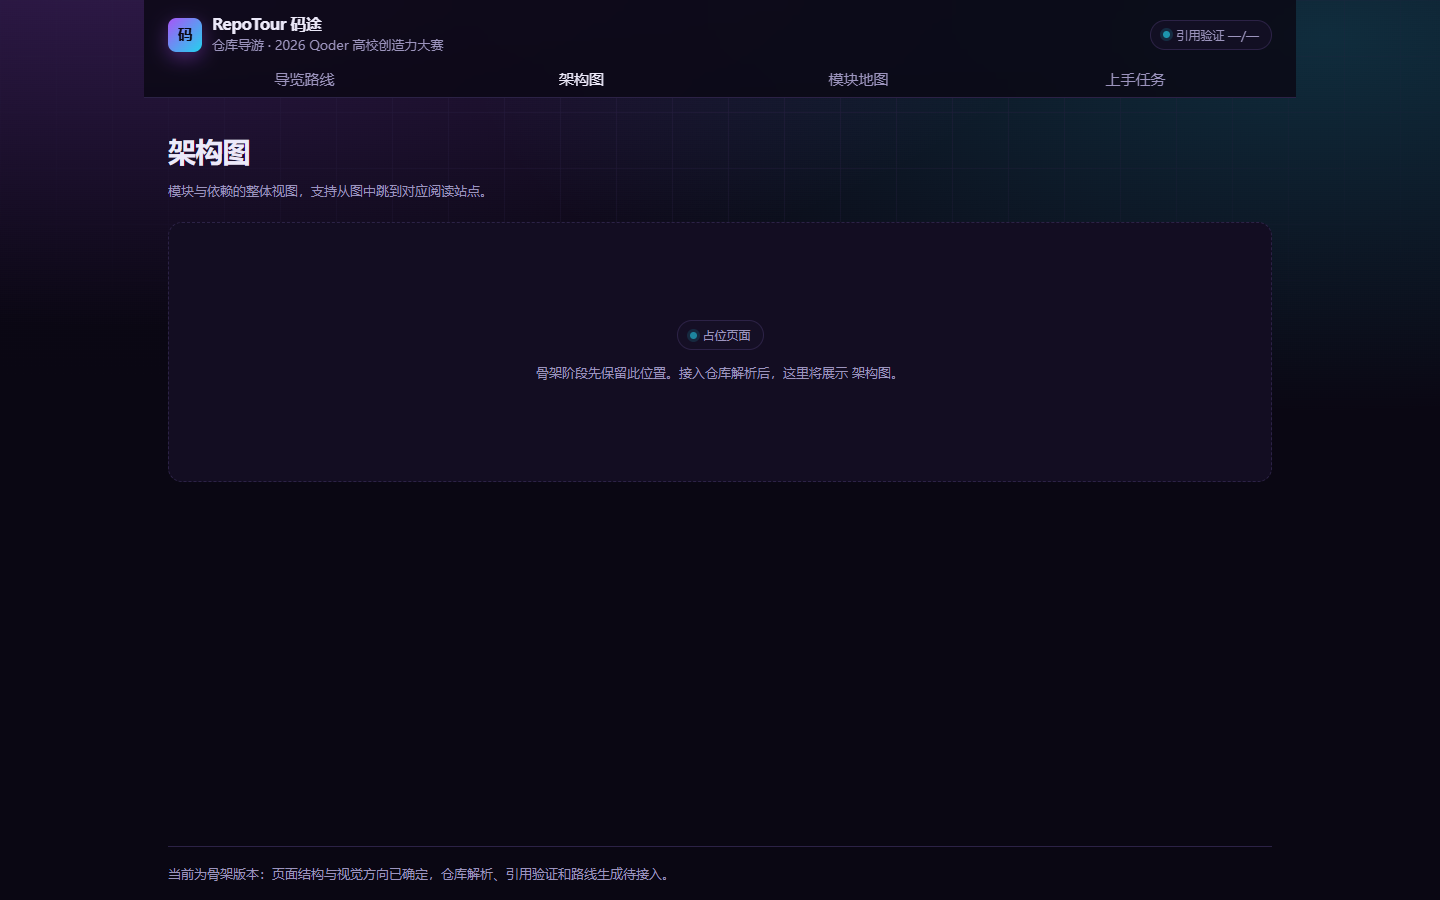 码
RepoTour 码途
仓库导游 · 2026 Qoder 高校创造力大赛
引用验证 —/—
导览路线
架构图
模块地图
上手任务
架构图
模块与依赖的整体视图，支持从图中跳到对应阅读站点。
占位页面
骨架阶段先保留此位置。接入仓库解析后，这里将展示 架构图。
当前为骨架版本：页面结构与视觉方向已确定，仓库解析、引用验证和路线生成待接入。